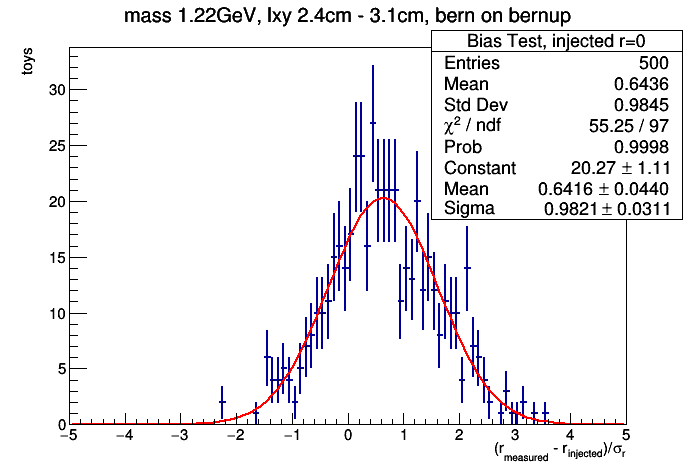 mass 1.22GeV, lxy 2.4cm - 3.1cm, bern on bernup
Bias Test, injected r=0
Entries 500
Mean 0.6436
Std Dev 0.9845
χ² / ndf 55.25 / 97
Prob 0.9998
Constant 20.27 ± 1.11
Mean 0.6416 ± 0.0440
Sigma 0.9821 ± 0.0311
toys
30
25
20
15
10
5
0
−5 −4 −3 −2 −1 0 1 2 3 4 5
(r_measured - r_injected)/σ_r